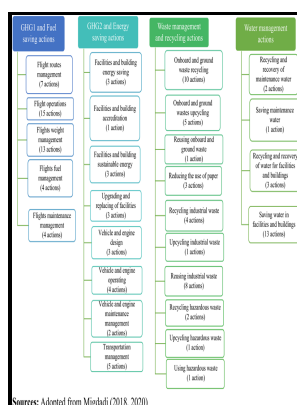 GHG1 and Fuel
saving actions
Flight routes
management
(7 actions)
Flight operations
(15 actions)
Flights weight
management
(13 actions)
Flights fuel
management
(4 actions)
Flights maintenance
management
(4 actions)
GHG2 and Energy
saving actions
Facilities and building
energy saving
(3 actions)
Facilities and building
accreditation
(1 action)
Facilities and building
sustainable energy
(3 actions)
Upgrading and
replacing of facilities
(3 actions)
Vehicle and engine
design
(3 actions)
Vehicle and engine
operating
(4 actions)
Vehicle and engine
maintenance
management
(2 actions)
Transportation
management
(5 actions)
Waste management
and recycling actions
Onboard and ground
waste recycling
(10 actions)
Onboard and ground
wastes upcycling
(5 actions)
Reusing onboard and
ground waste
(1 action)
Reducing the use of paper
(3 actions)
Recycling industrial waste
(4 actions)
Upcycling industrial waste
(1 action)
Reusing industrial waste
(8 actions)
Recycling hazardous waste
(2 actions)
Upcycling hazardous waste
(1 action)
Using hazardous waste
(1 action)
Water management
actions
Recycling and
recovery of
maintenance water
(2 actions)
Saving maintenance
water
(1 action)
Recycling and recovery
of water for facilities
and buildings
(3 actions)
Saving water in
facilities and buildings
(13 actions)
Sources: Adopted from Migdadi (2018, 2020)